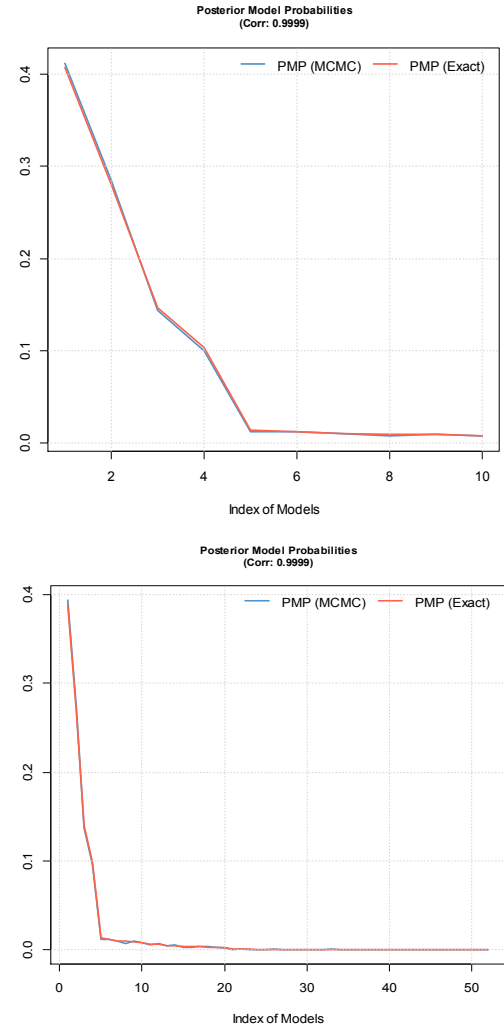 Posterior Model Probabilities
(Corr: 0.9999)
PMP (MCMC) PMP (Exact)
0.4
0.3
0.2
0.1
0.0
2 4 6 8 10
Index of Models
Posterior Model Probabilities
(Corr: 0.9999)
PMP (MCMC) PMP (Exact)
0.4
0.3
0.2
0.1
0.0
0 10 20 30 40 50
Index of Models